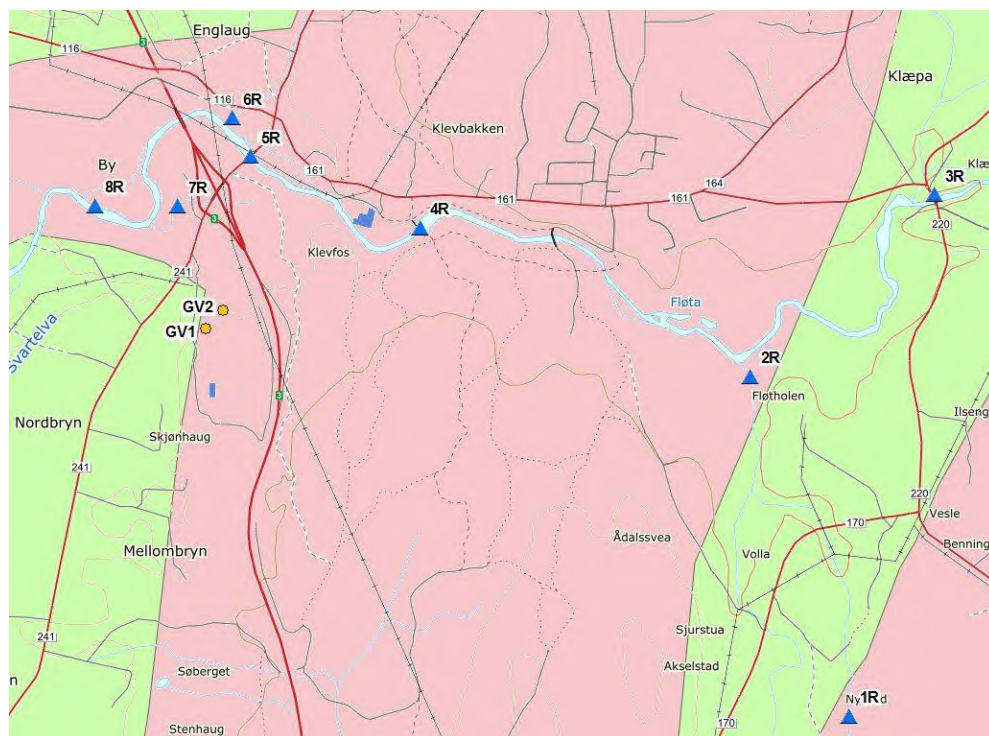 Englaug
116
3
Klæpa
6R
116
Klevbakken
5R
By
161
164
Klæ
8R
7R
3R
161
161
4R
3
220
Klevfos
241
GV2
Fløta
GV1
Svartelva
2R
Fløtholen
3
Ilseng
Nordbryn
Skjønhaug
241
220
Vesle
170
Ådalssvea
Benning
Mellombryn
Volla
Sjurstua
241
Søberget
Akselstad
n
Ny
1R
d
170
Stenhaug